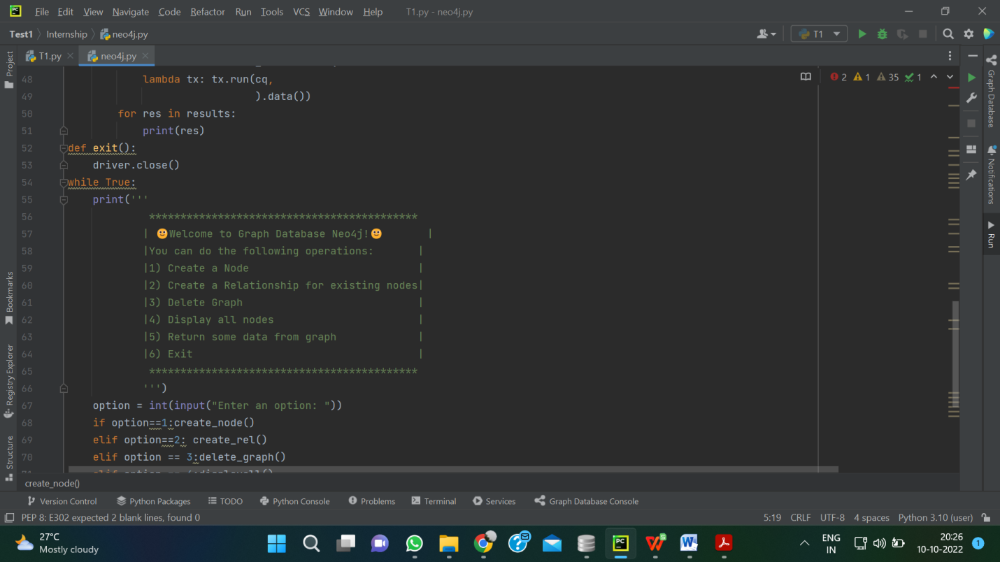 File Edit View Navigate Code Refactor Run Tools VCS Window Help T1.py - neo4j.py
Test1 Internship neo4j.py T1
T1.py neo4j.py
2 1 35 1
48 lambda tx: tx.run(cq,
49 ).data())
50 for res in results:
51 print(res)
52 def exit():
53 driver.close()
54 while True:
55 print('''
56 *******************************************
57 | 🙂Welcome to Graph Database Neo4j!🙂 |
58 |You can do the following operations: |
59 |1) Create a Node |
60 |2) Create a Relationship for existing nodes|
61 |3) Delete Graph |
62 |4) Display all nodes |
63 |5) Return some data from graph |
64 |6) Exit |
65 *******************************************
66 ''')
67 option = int(input("Enter an option: "))
68 if option==1:create_node()
69 elif option==2: create_rel()
70 elif option == 3:delete_graph()
create_node()
Project
Bookmarks
Registry Explorer
Structure
Graph Database
Notifications
Run
Version Control Python Packages TODO Python Console Problems Terminal Services Graph Database Console
PEP 8: E302 expected 2 blank lines, found 0 5:19 CRLF UTF-8 4 spaces Python 3.10 (user)
27°C
Mostly cloudy
ENG
IN
20:26
10-10-2022
1